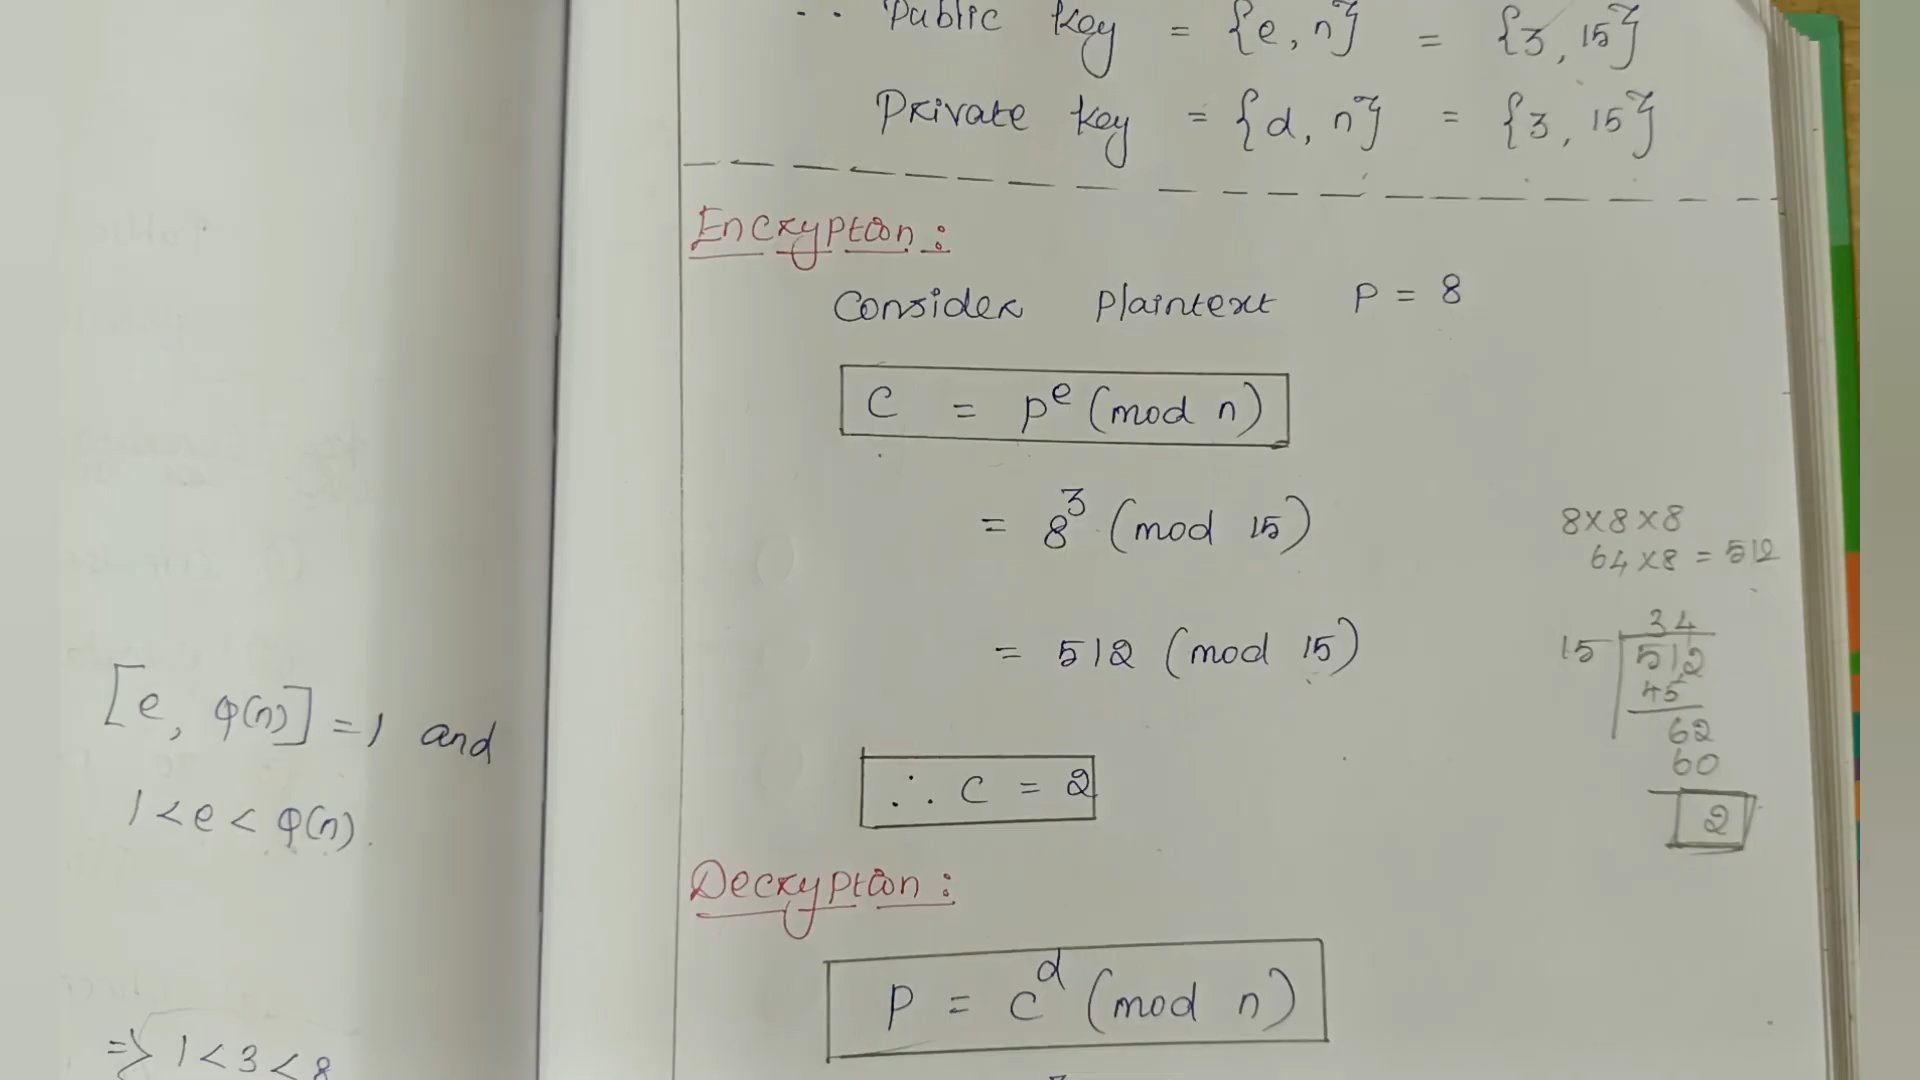 [e, φ(n)] = 1 and
1 < e < φ(n).
⇒ 1 < 3 < 8
∴ Public key = {e, n} = {3, 15}
Private key = {d, n} = {3, 15}
Encryption:
Consider Plaintext P = 8
C = P^e (mod n)
= 8^3 (mod 15)
= 512 (mod 15)
∴ C = 2
8×8×8
64×8 = 512
34
15 512
45
62
60
2
Decryption:
P = C^d (mod n)